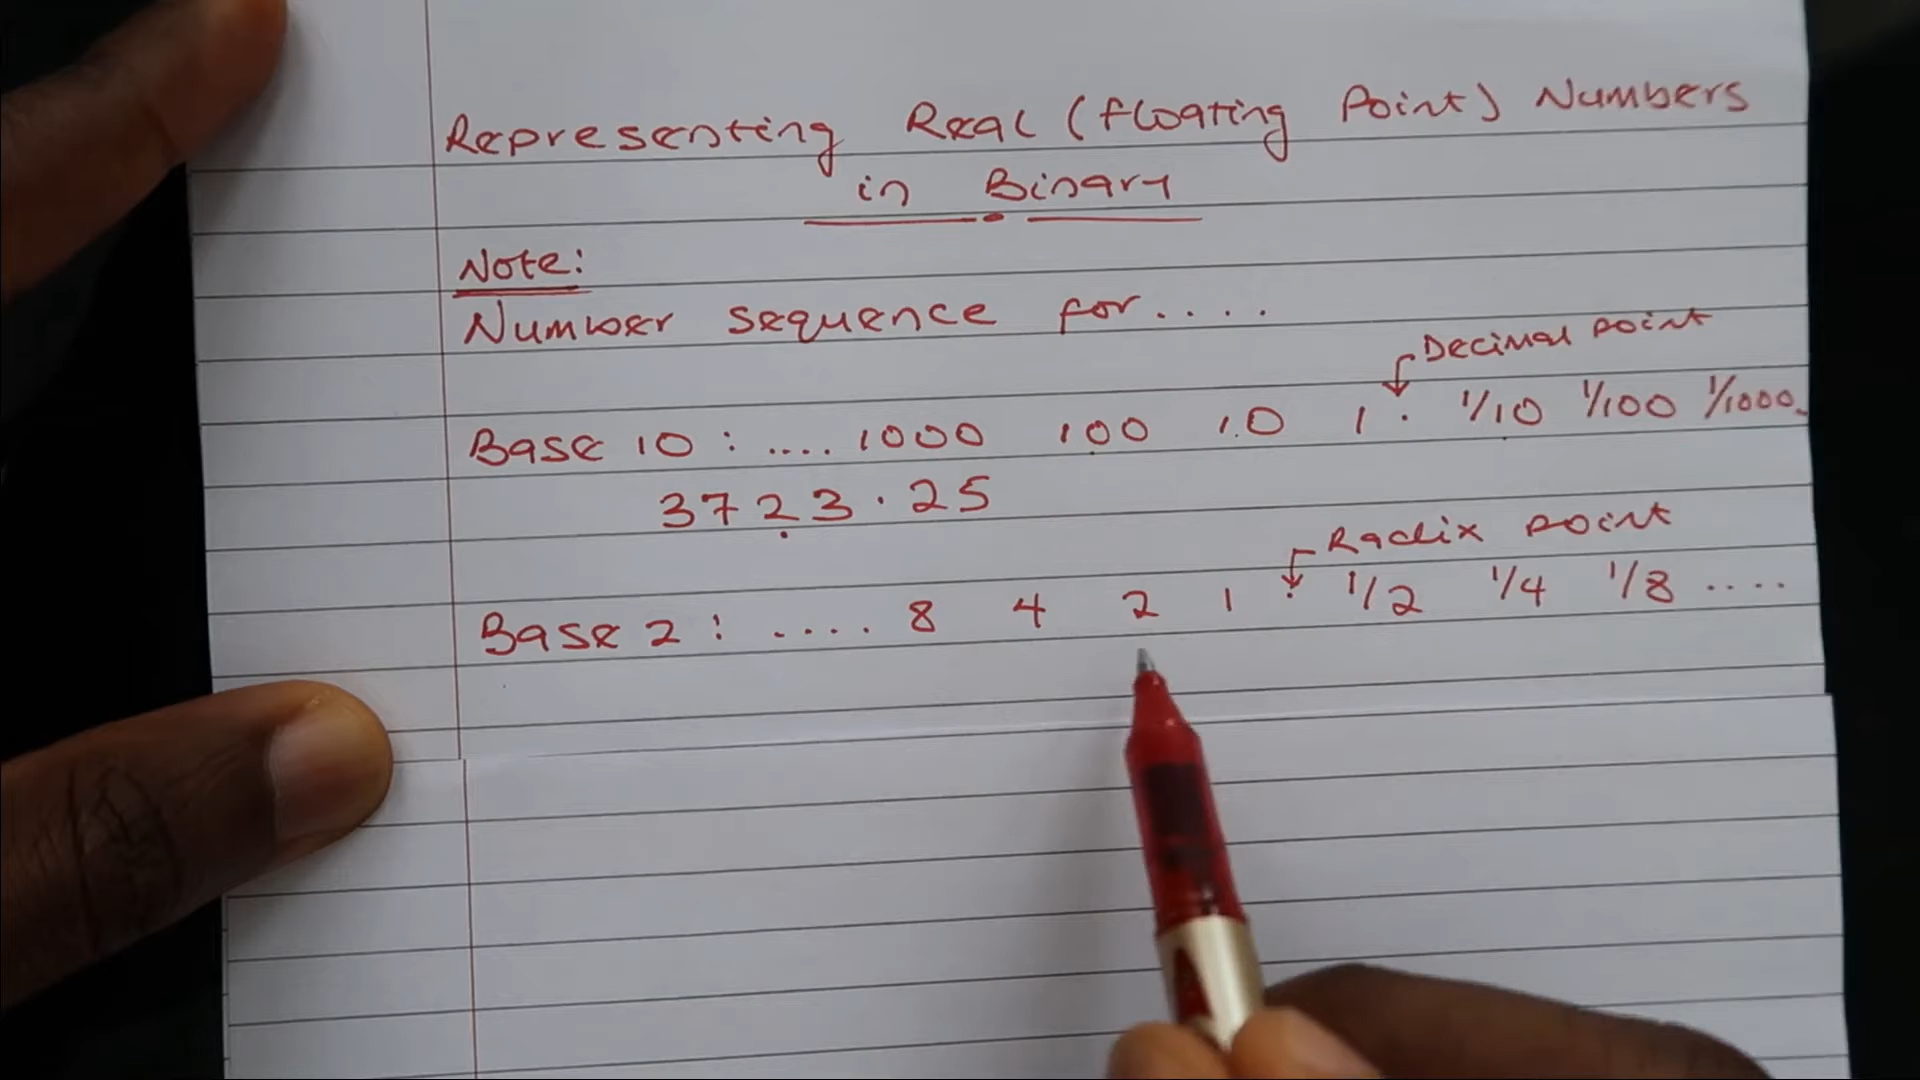 Representing Real (floating Point) Numbers
in Binary
Note:
Number sequence for....
Decimal point
Base 10 : .... 1000 100 10 1 . 1/10 1/100 1/1000
3723.25
Radix point
Base 2 : .... 8 4 2 1 . 1/2 1/4 1/8 ....